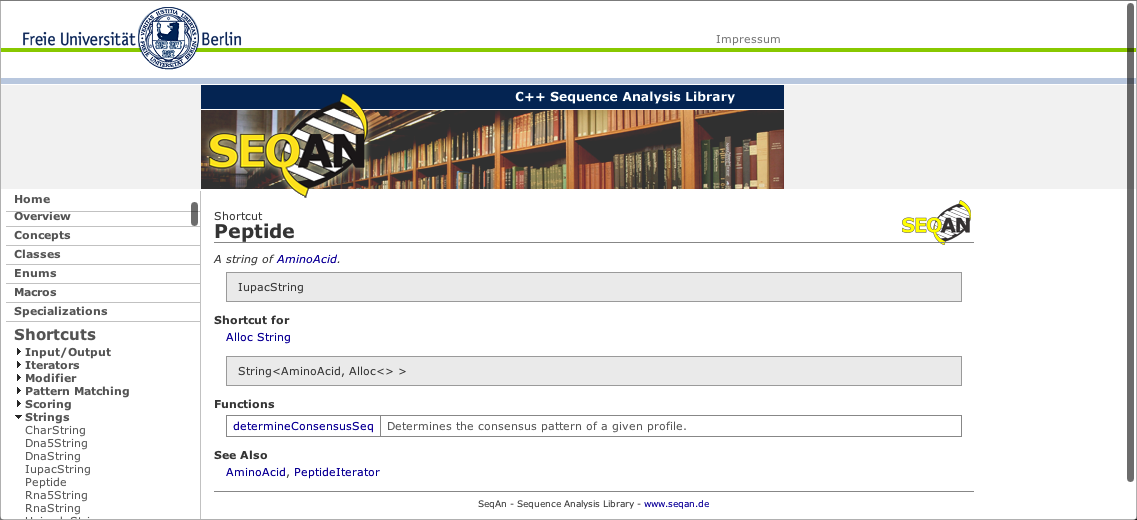 Freie Universität Berlin
Impressum
C++ Sequence Analysis Library
SEQAN
Home
Overview
Concepts
Classes
Enums
Macros
Specializations
Shortcuts
Input/Output
Iterators
Modifier
Pattern Matching
Scoring
Strings
CharString
Dna5String
DnaString
IupacString
Peptide
Rna5String
RnaString
Shortcut
Peptide
SEQAN
A string of AminoAcid.
IupacString
Shortcut for
Alloc String
String<AminoAcid, Alloc<> >
Functions
determineConsensusSeq Determines the consensus pattern of a given profile.
See Also
AminoAcid, PeptideIterator
SeqAn - Sequence Analysis Library - www.seqan.de